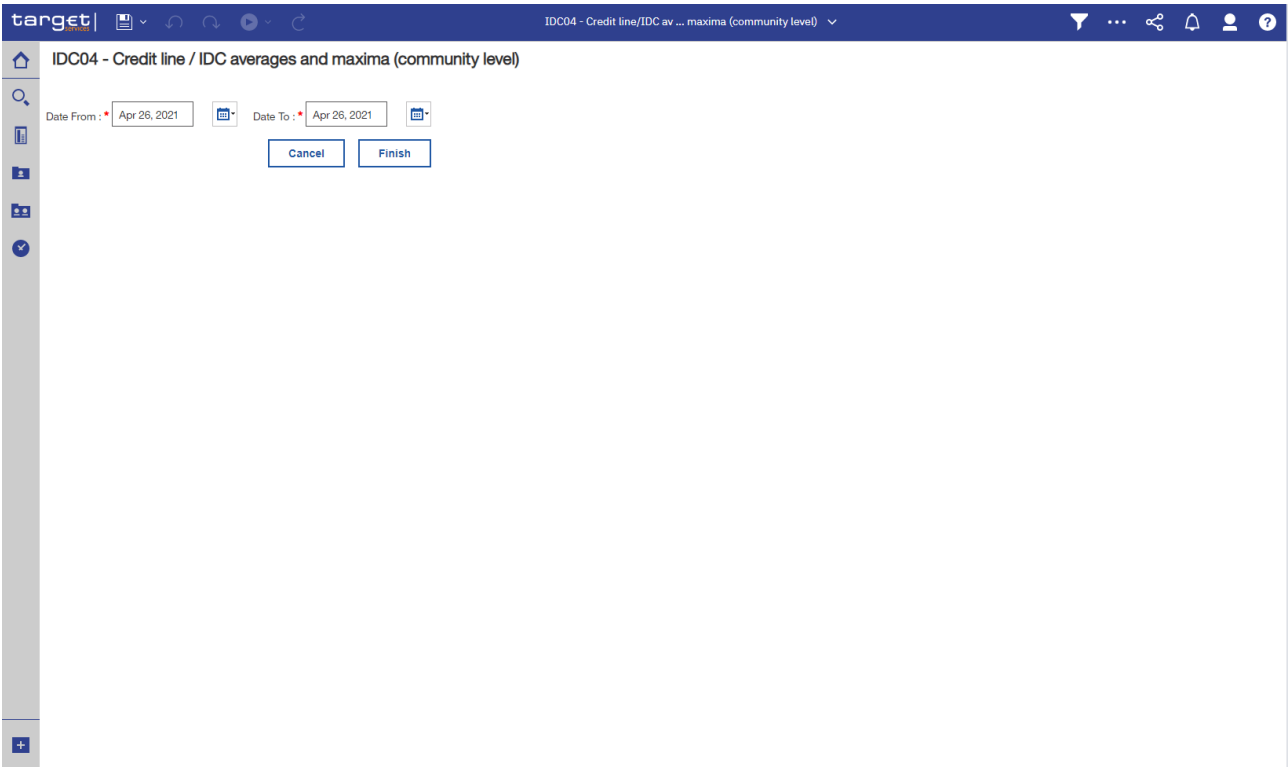 target
services
IDC04 - Credit line/IDC av ... maxima (community level)
IDC04 - Credit line / IDC averages and maxima (community level)
Date From : * Apr 26, 2021 Date To : * Apr 26, 2021
Cancel Finish